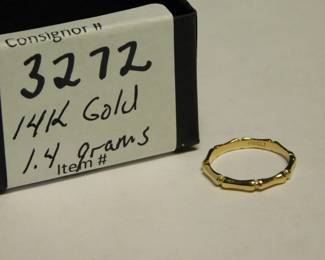 Consignor #
3272
14K Gold
1.4 grams
Item #